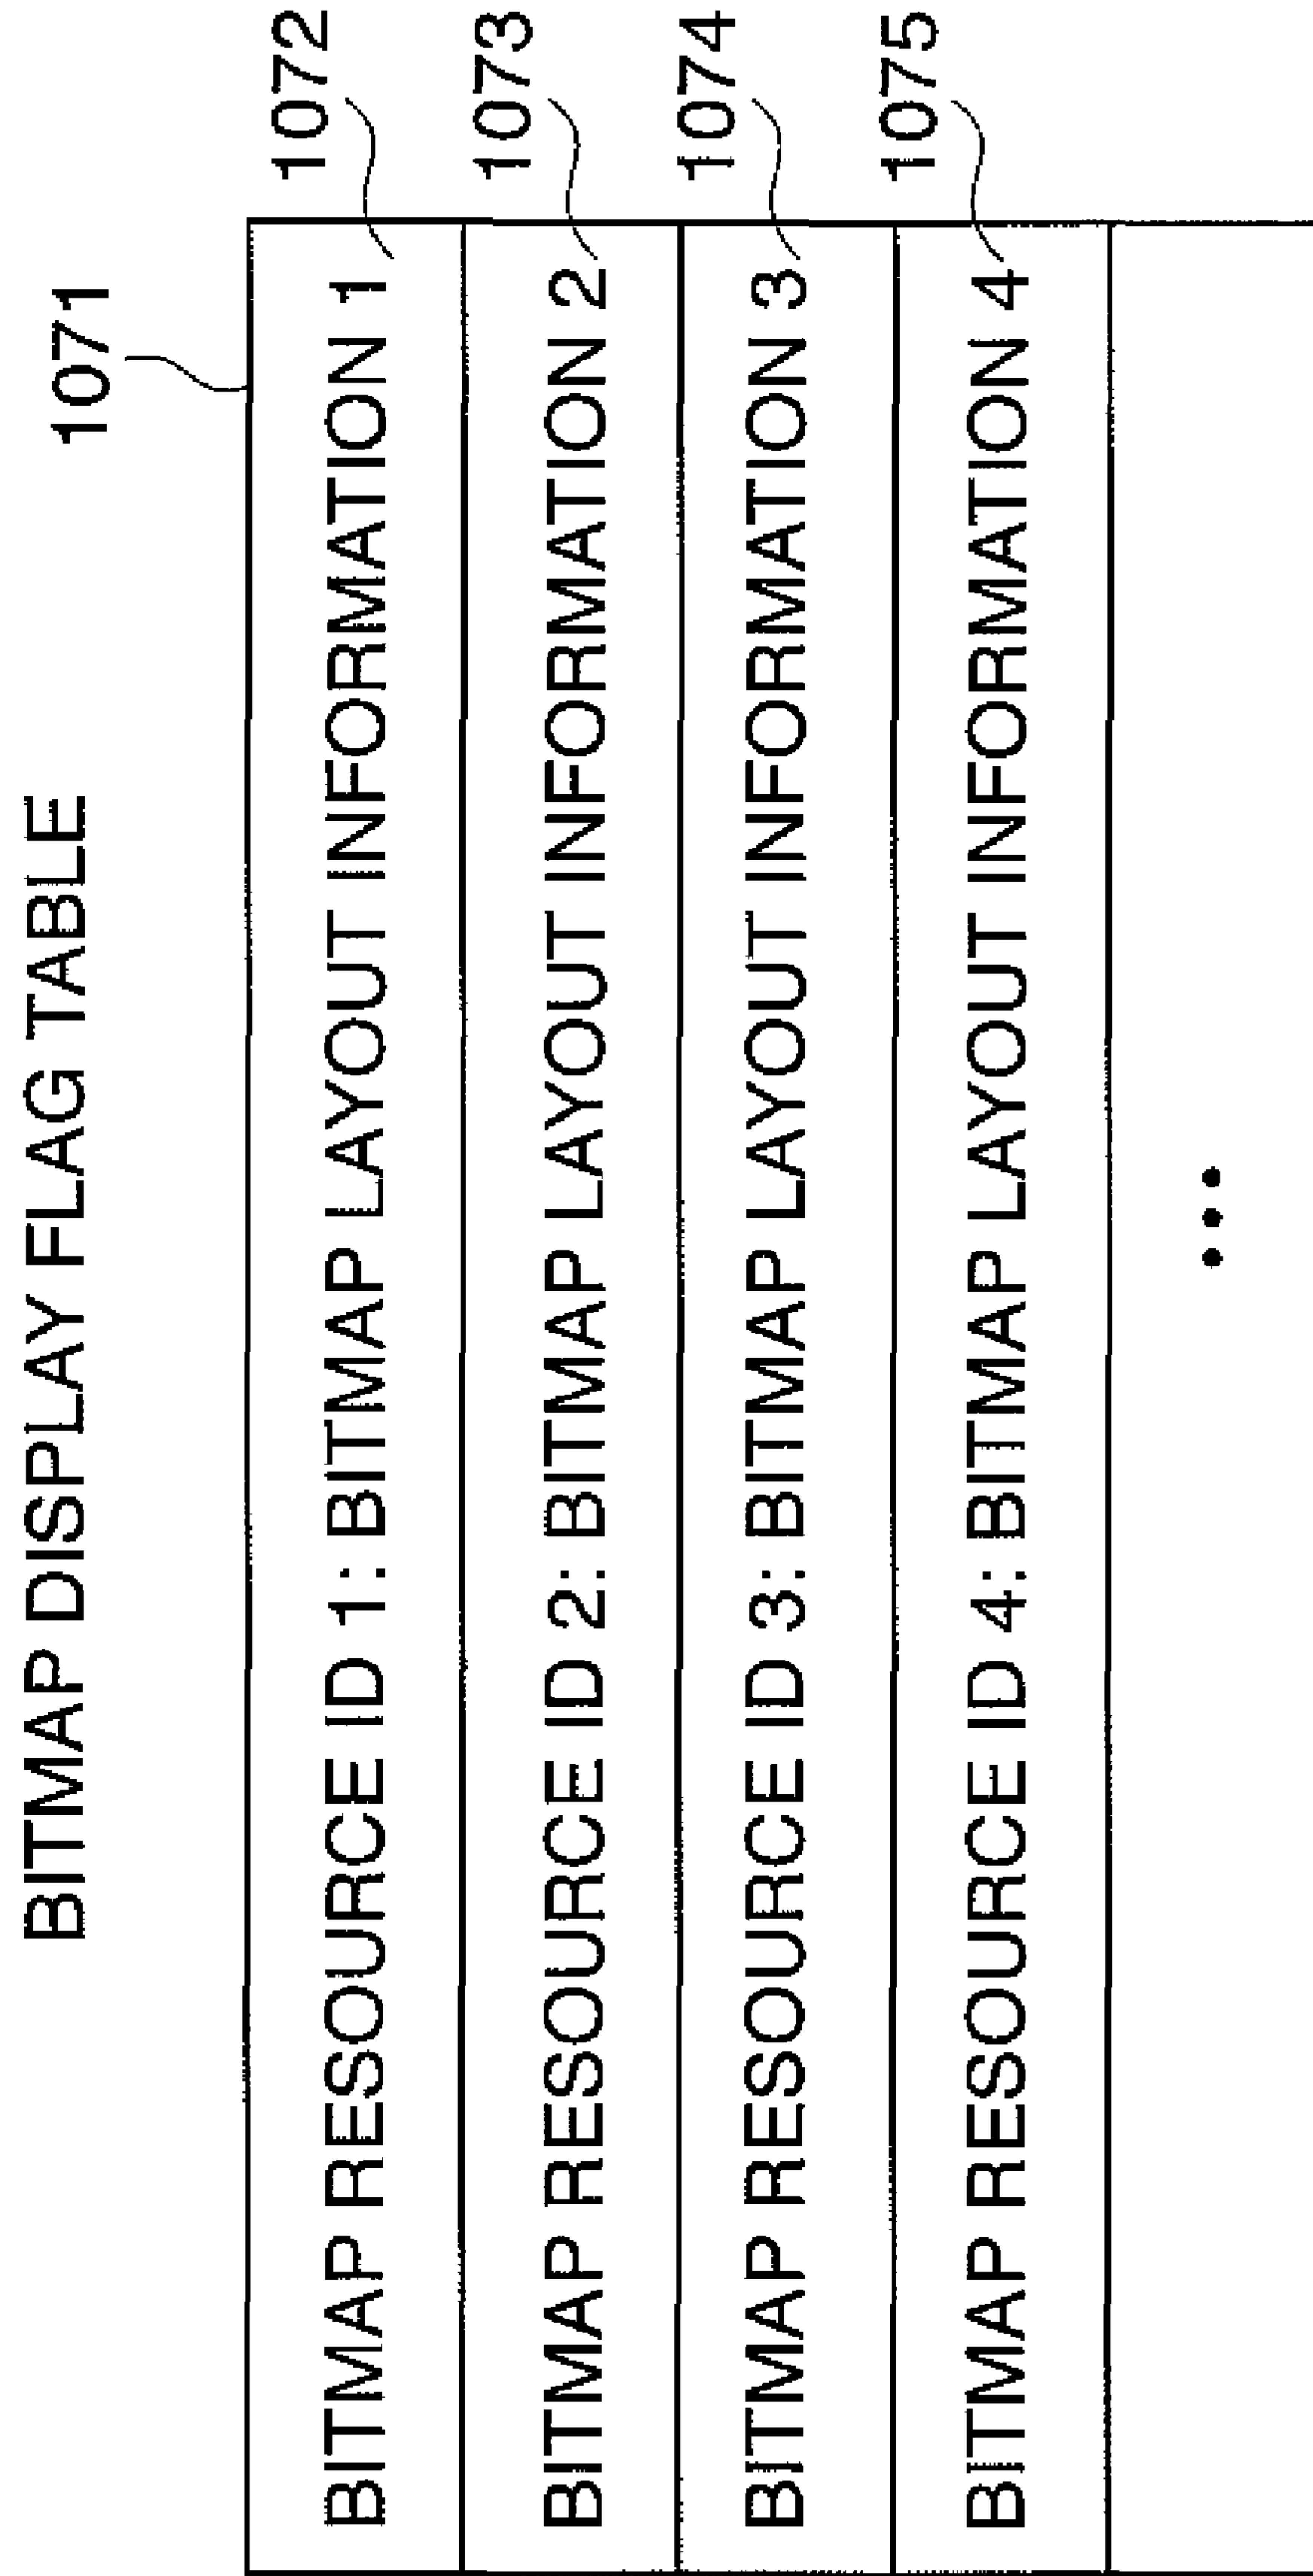 BITMAP DISPLAY FLAG TABLE
1071
BITMAP RESOURCE ID 1: BITMAP LAYOUT INFORMATION 1
1072
BITMAP RESOURCE ID 2: BITMAP LAYOUT INFORMATION 2
1073
BITMAP RESOURCE ID 3: BITMAP LAYOUT INFORMATION 3
1074
BITMAP RESOURCE ID 4: BITMAP LAYOUT INFORMATION 4
1075
•••